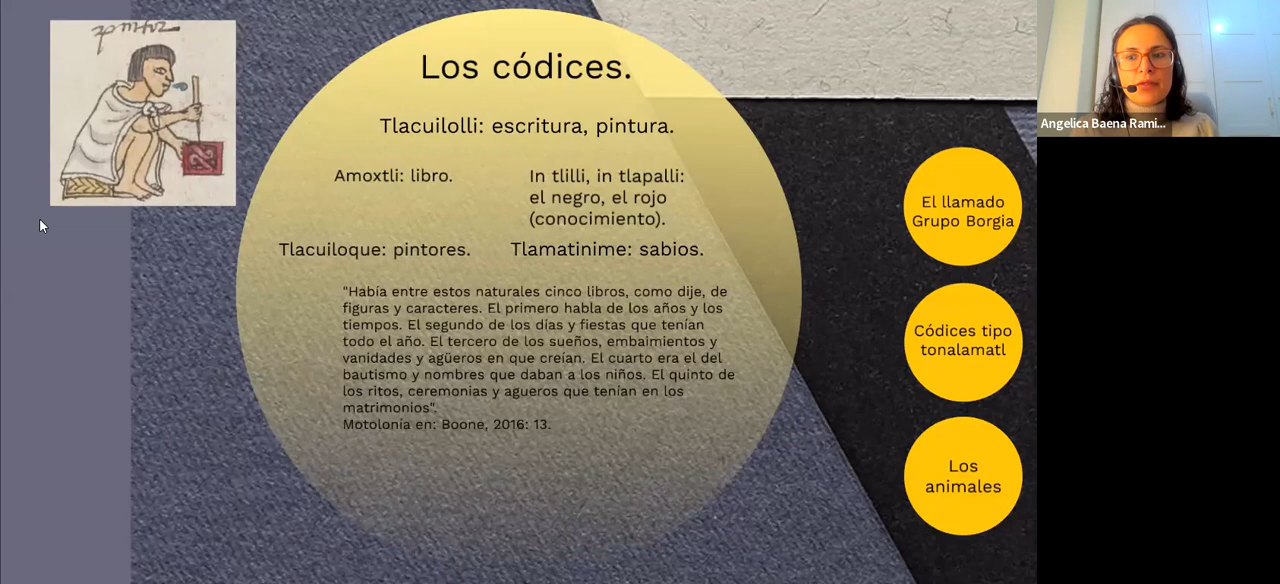 Los códices.
Tlacuilolli: escritura, pintura.
Amoxtli: libro.
In tlilli, in tlapalli:
el negro, el rojo
(conocimiento).
Tlacuiloque: pintores.
Tlamatinime: sabios.
"Había entre estos naturales cinco libros, como dije, de
figuras y caracteres. El primero habla de los años y los
tiempos. El segundo de los días y fiestas que tenían
todo el año. El tercero de los sueños, embaimientos y
vanidades y agüeros en que creían. El cuarto era el del
bautismo y nombres que daban a los niños. El quinto de
los ritos, ceremonias y agueros que tenían en los
matrimonios".
Motolonía en: Boone, 2016: 13.
El llamado
Grupo Borgia
Códices tipo
tonalamatl
Los
animales
Angelica Baena Rami...